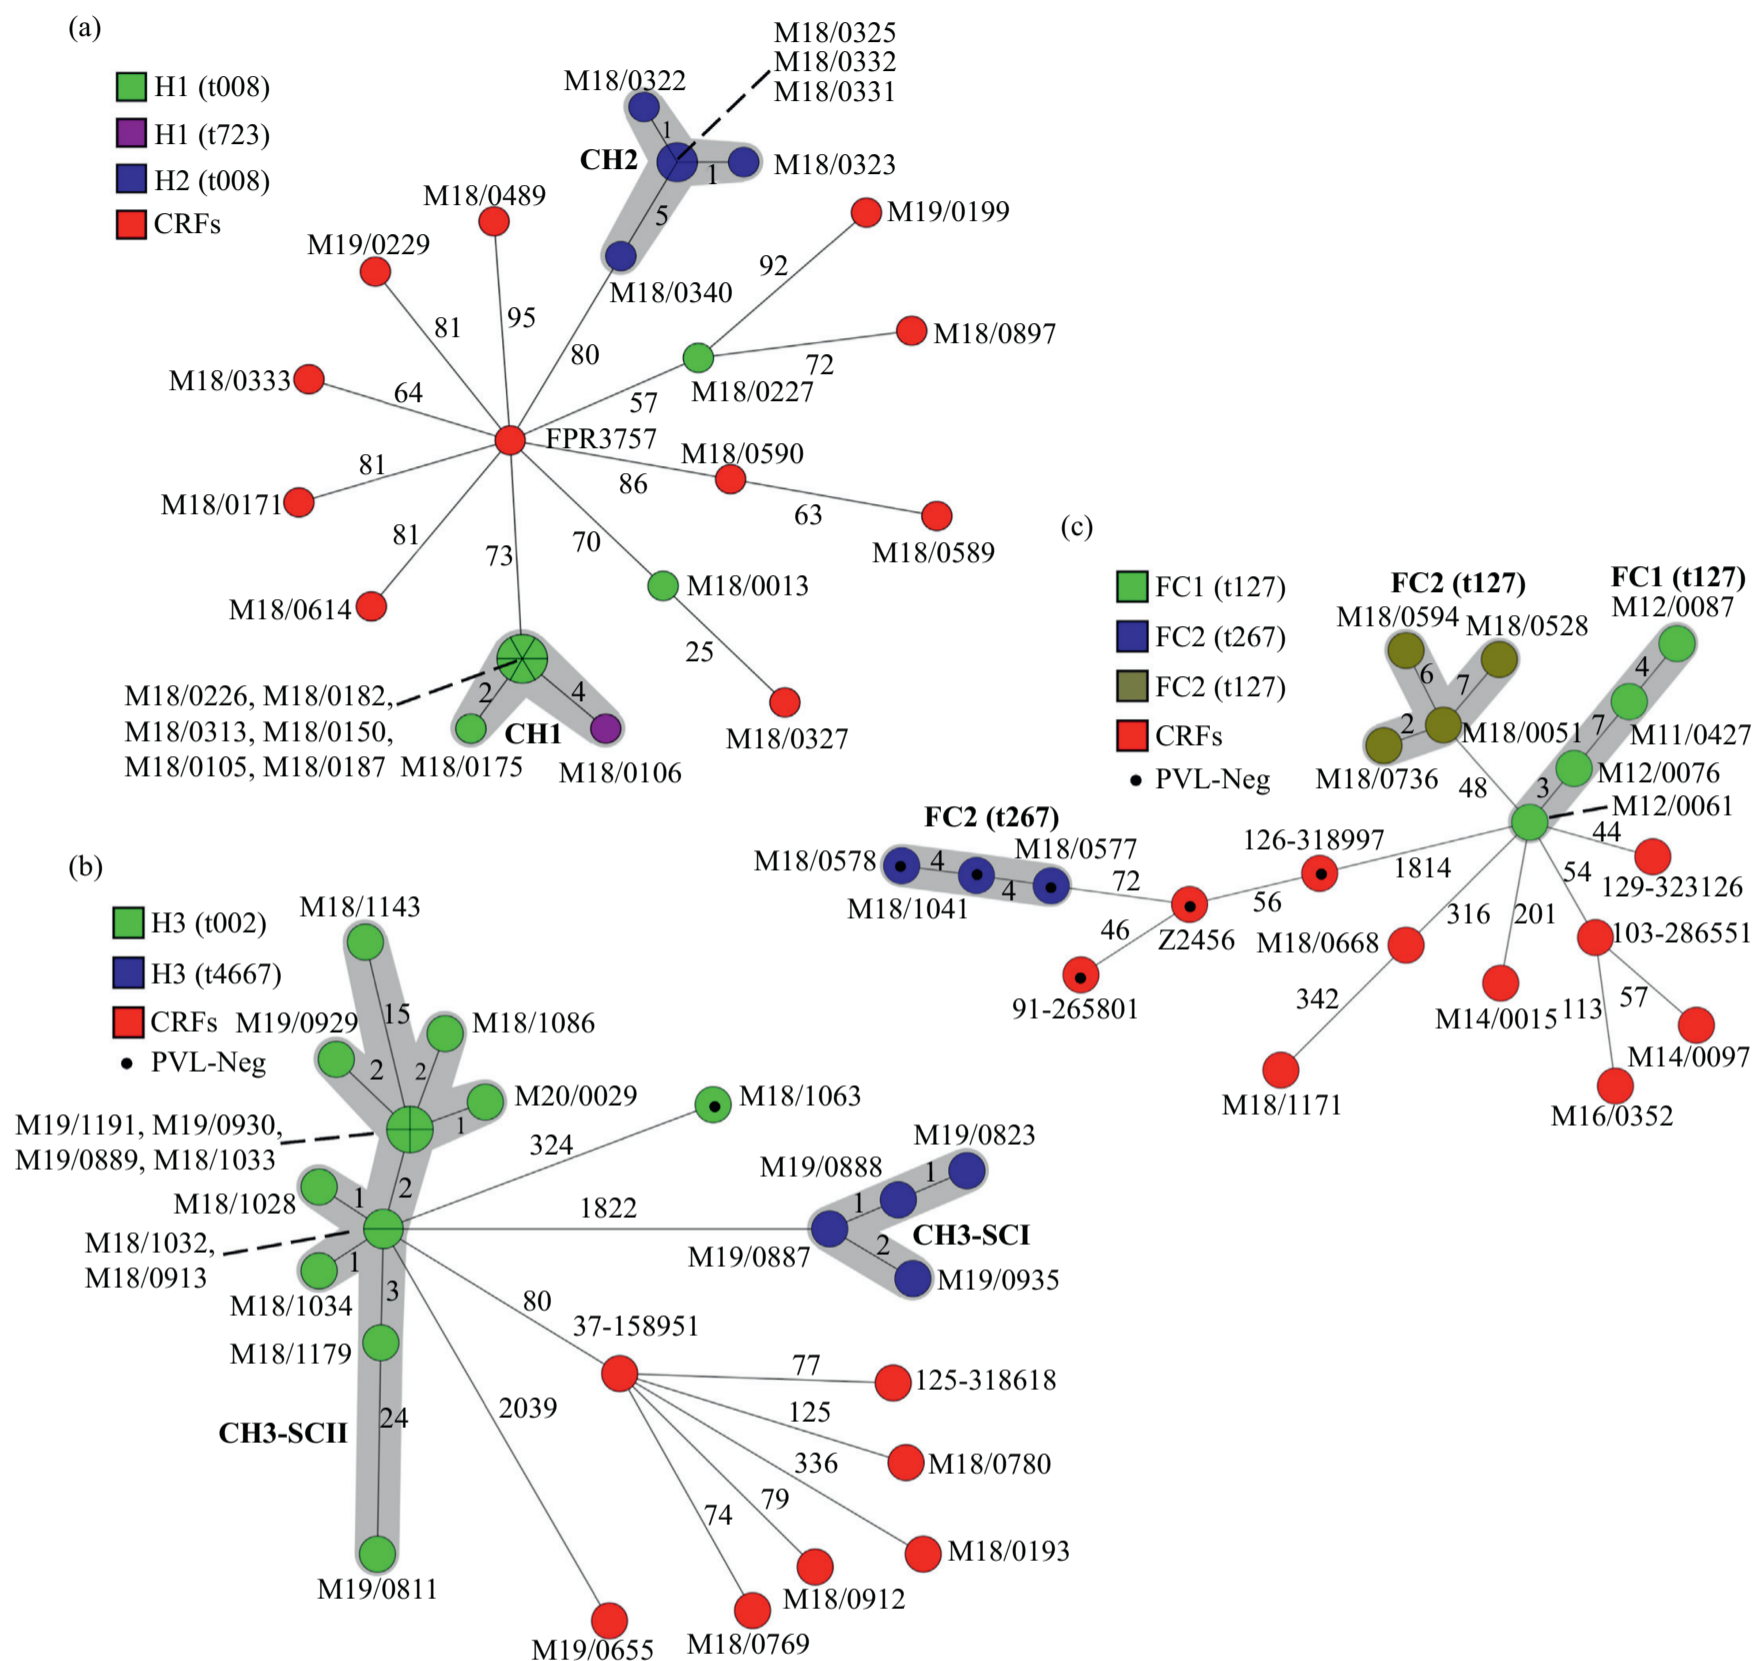 (a)
H1 (t008)
H1 (t723)
H2 (t008)
CRFs
M18/0325
M18/0332
M18/0331
M18/0322
1
CH2
1
M18/0323
5
M18/0340
M18/0489
M19/0229
M19/0199
92
81
95
80
M18/0897
72
M18/0227
57
M18/0333
64
FPR3757
M18/0590
86
63
M18/0589
81
M18/0171
81
M18/0614
73
70
M18/0013
25
M18/0327
M18/0226, M18/0182,
M18/0313, M18/0150,
M18/0105, M18/0187
2
4
CH1
M18/0175
M18/0106
(b)
H3 (t002)
H3 (t4667)
CRFs
PVL-Neg
M18/1143
15
M19/0929
2
2
M18/1086
M20/0029
1
M19/1191, M19/0930,
M19/0889, M18/1033
2
M18/1028
1
M18/1032,
M18/0913
1
M18/1034
3
M18/1179
24
CH3-SCII
M19/0811
324
M18/1063
1822
M19/0823
M19/0888
1
1
M19/0887
2
CH3-SCI
M19/0935
80
37-158951
77
125-318618
125
M18/0780
336
M18/0193
79
M18/0912
74
M18/0769
2039
M19/0655
(c)
FC1 (t127)
FC2 (t267)
FC2 (t127)
CRFs
PVL-Neg
FC2 (t127)
M18/0594
M18/0528
6
7
2
M18/0051
M18/0736
48
FC1 (t127)
M12/0087
4
7
M11/0427
M12/0076
3
M12/0061
44
129-323126
54
103-286551
57
M14/0097
113
M16/0352
201
M14/0015
316
M18/0668
342
M18/1171
1814
126-318997
56
Z2456
46
91-265801
72
FC2 (t267)
M18/0578
4
M18/0577
4
M18/1041